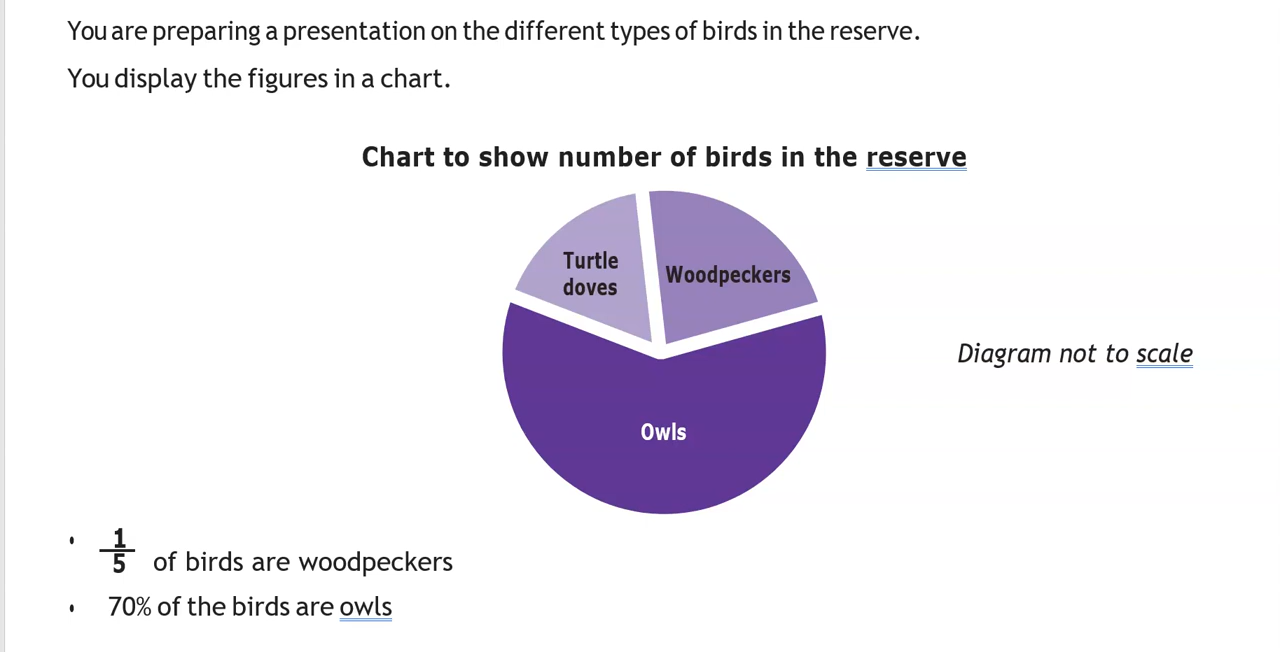 You are preparing a presentation on the different types of birds in the reserve.
You display the figures in a chart.
Chart to show number of birds in the reserve
Turtle
doves
Woodpeckers
Diagram not to scale
Owls
• 1/5 of birds are woodpeckers
• 70% of the birds are owls